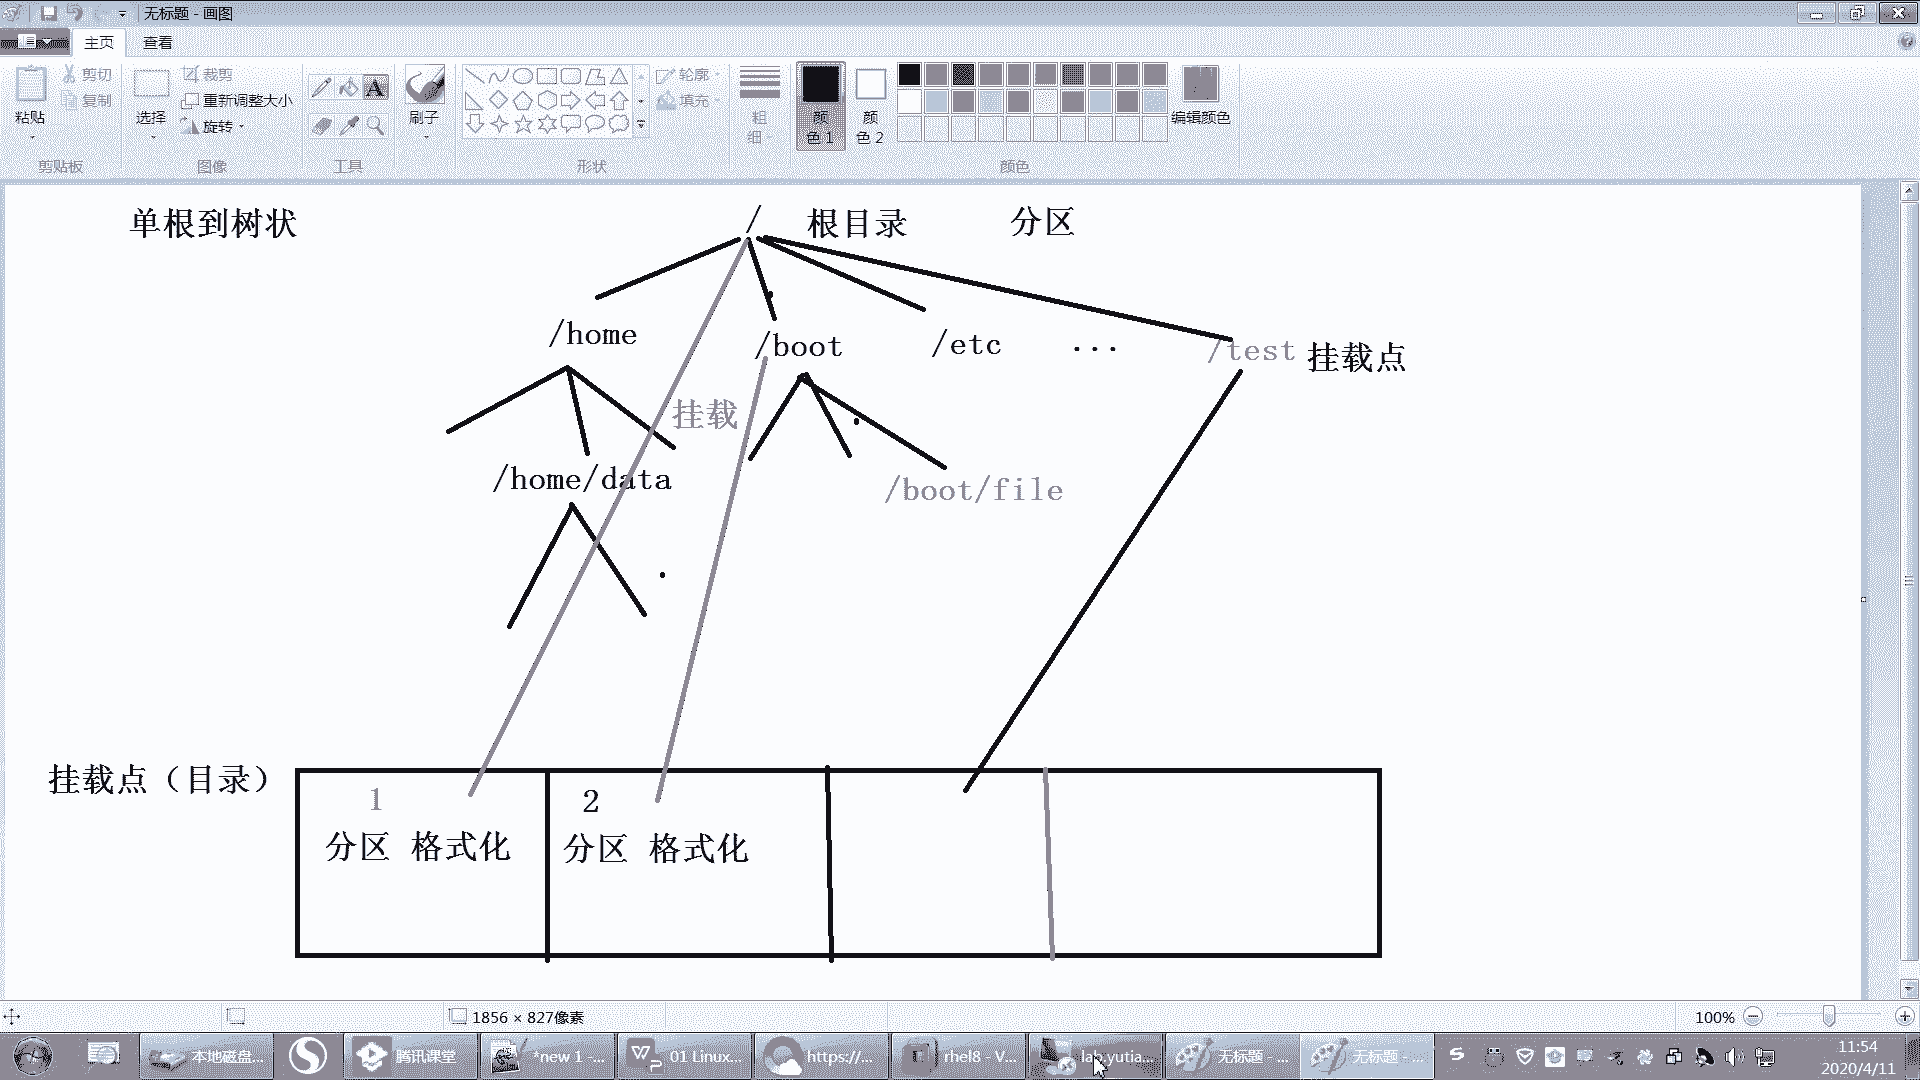 无标题 - 画图
主页 查看
粘贴 剪切 复制 剪贴板
选择 裁剪 重新调整大小 旋转 图像
工具
刷子
形状 轮廓 填充
粗细
颜色 1
颜色 2
编辑颜色
颜色
单根到树状 / 根目录 分区
/home /boot /etc ... /test 挂载点
挂载
/home/data /boot/file
挂载点（目录）
1 2
分区 格式化 分区 格式化
1856 × 827像素 100%
本地磁盘... 腾讯课堂 *new 1 -... 01 Linux... https://... rhel8 - V... lab.yutia... 无标题 - ... 无标题 - ... 11:54
2020/4/11